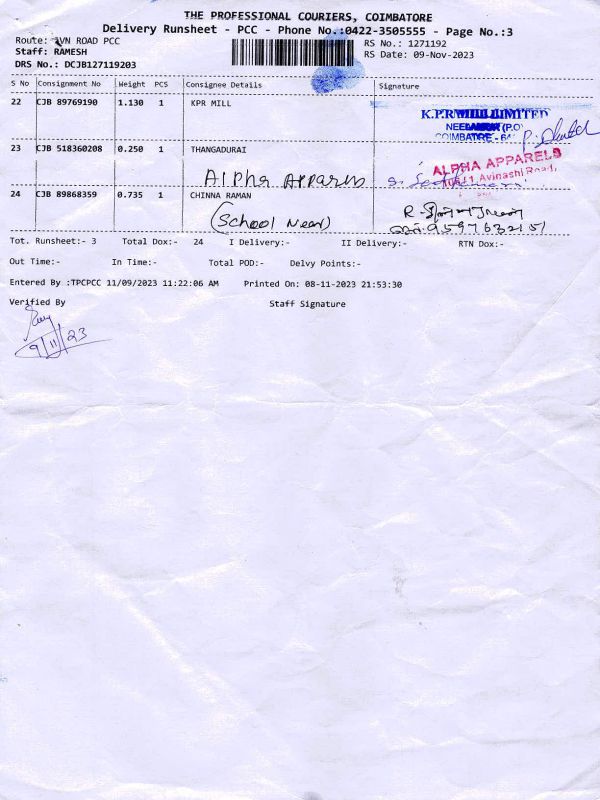 THE PROFESSIONAL COURIERS, COIMBATORE
Delivery Runsheet - PCC - Phone No.:0422-3505555 - Page No.:3
Route: AVN ROAD PCC
RS No.: 1271192
Staff: RAMESH
RS Date: 09-Nov-2023
DRS No.: DCJB127119203
S No Consignment No Weight PCS Consignee Details Signature
22 CJB 89769190 1.130 1 KPR MILL
K.P.R MILL LIMITED
NEELAMBUR (P.O)
COIMBATRE - 64
23 CJB 518360208 0.250 1 THANGADURAI
Alpha Apparels
ALPHA APPARELS
Avinashi Road,
24 CJB 89868359 0.735 1 CHINNA RAMAN
(School Near)
9597632151
Tot. Runsheet:- 3 Total Dox:- 24 I Delivery:- II Delivery:- RTN Dox:-
Out Time:- In Time:- Total POD:- Delvy Points:-
Entered By :TPCPCC 11/09/2023 11:22:06 AM Printed On: 08-11-2023 21:53:30
Verified By Staff Signature
9/11/23